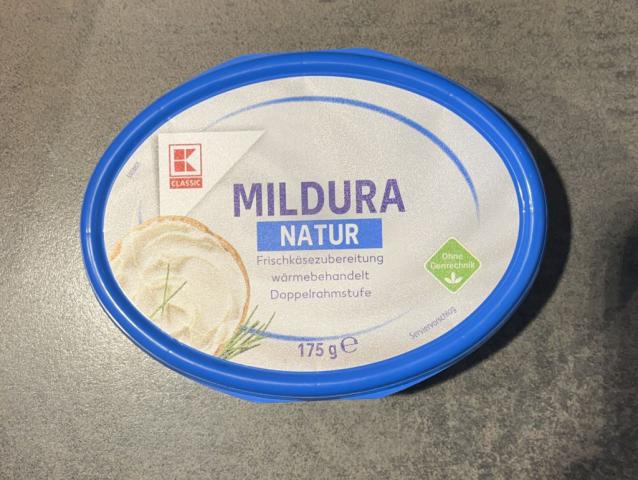 K
CLASSIC
MILDURA
NATUR
Frischkäsezubereitung
wärmebehandelt
Doppelrahmstufe
Ohne
Gentechnik
175 g ℮
Serviervorschlag